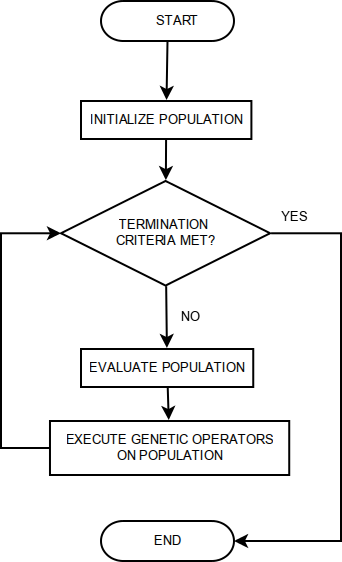 START
INITIALIZE POPULATION
TERMINATION
CRITERIA MET?
YES
NO
EVALUATE POPULATION
EXECUTE GENETIC OPERATORS
ON POPULATION
END